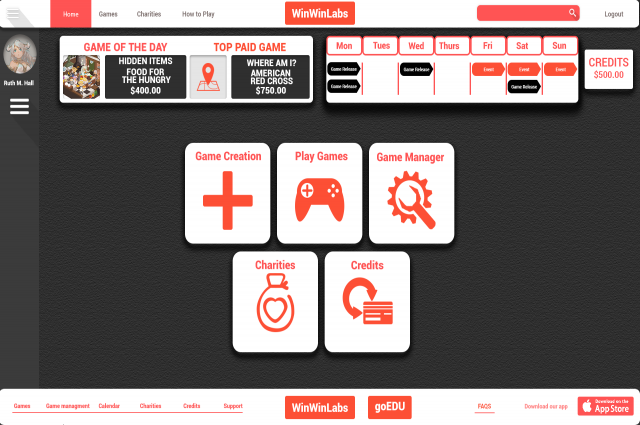 Home
Games
Charities
How to Play
WinWinLabs
Logout
Ruth M. Hall
GAME OF THE DAY
HIDDEN ITEMS
FOOD FOR
THE HUNGRY
$400.00
TOP PAID GAME
WHERE AM I?
AMERICAN
RED CROSS
$750.00
Mon Tues Wed Thurs Fri Sat Sun
Game Release Game Release Event Event Event
Game Release Game Release
CREDITS
$500.00
Game Creation
Play Games
Game Manager
Charities
Credits
Games
Game managment
Calendar
Charities
Credits
Support
WinWinLabs
goEDU
FAQS
Download our app
Download on the
App Store